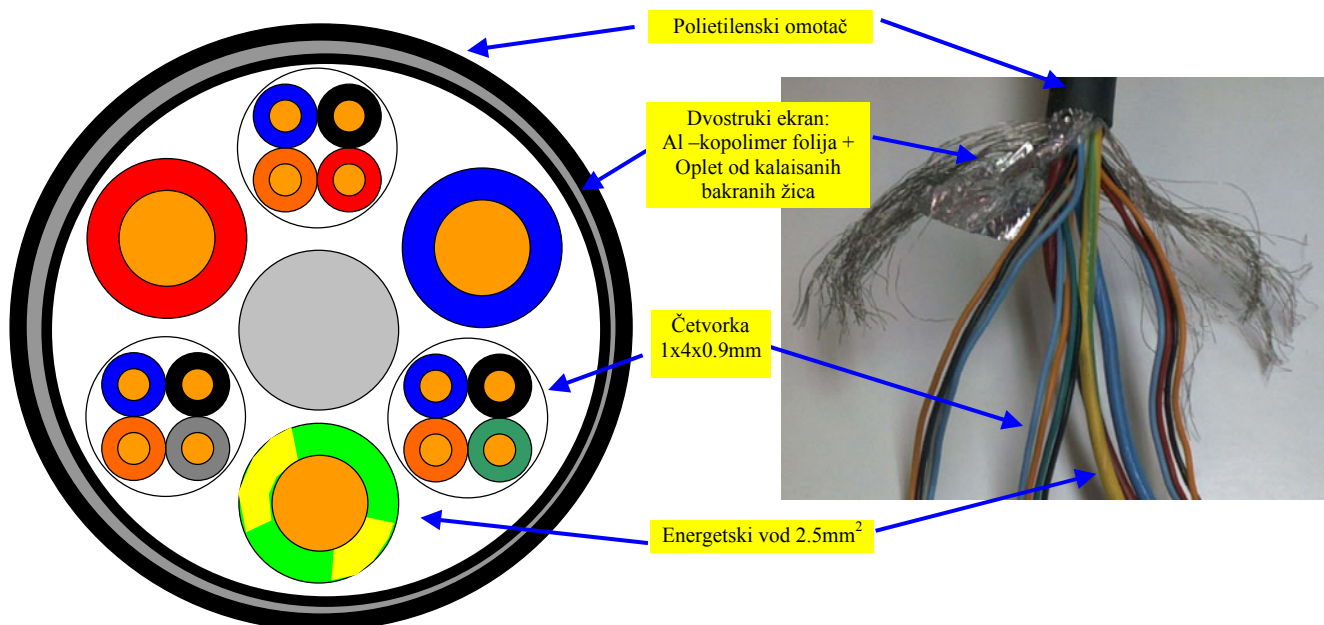 Polietilenski omotač
Dvostruki ekran:
Al –kopolimer folija +
Oplet od kalaisanih
bakranih žica
Četvorka
1x4x0.9mm
Energetski vod 2.5mm²